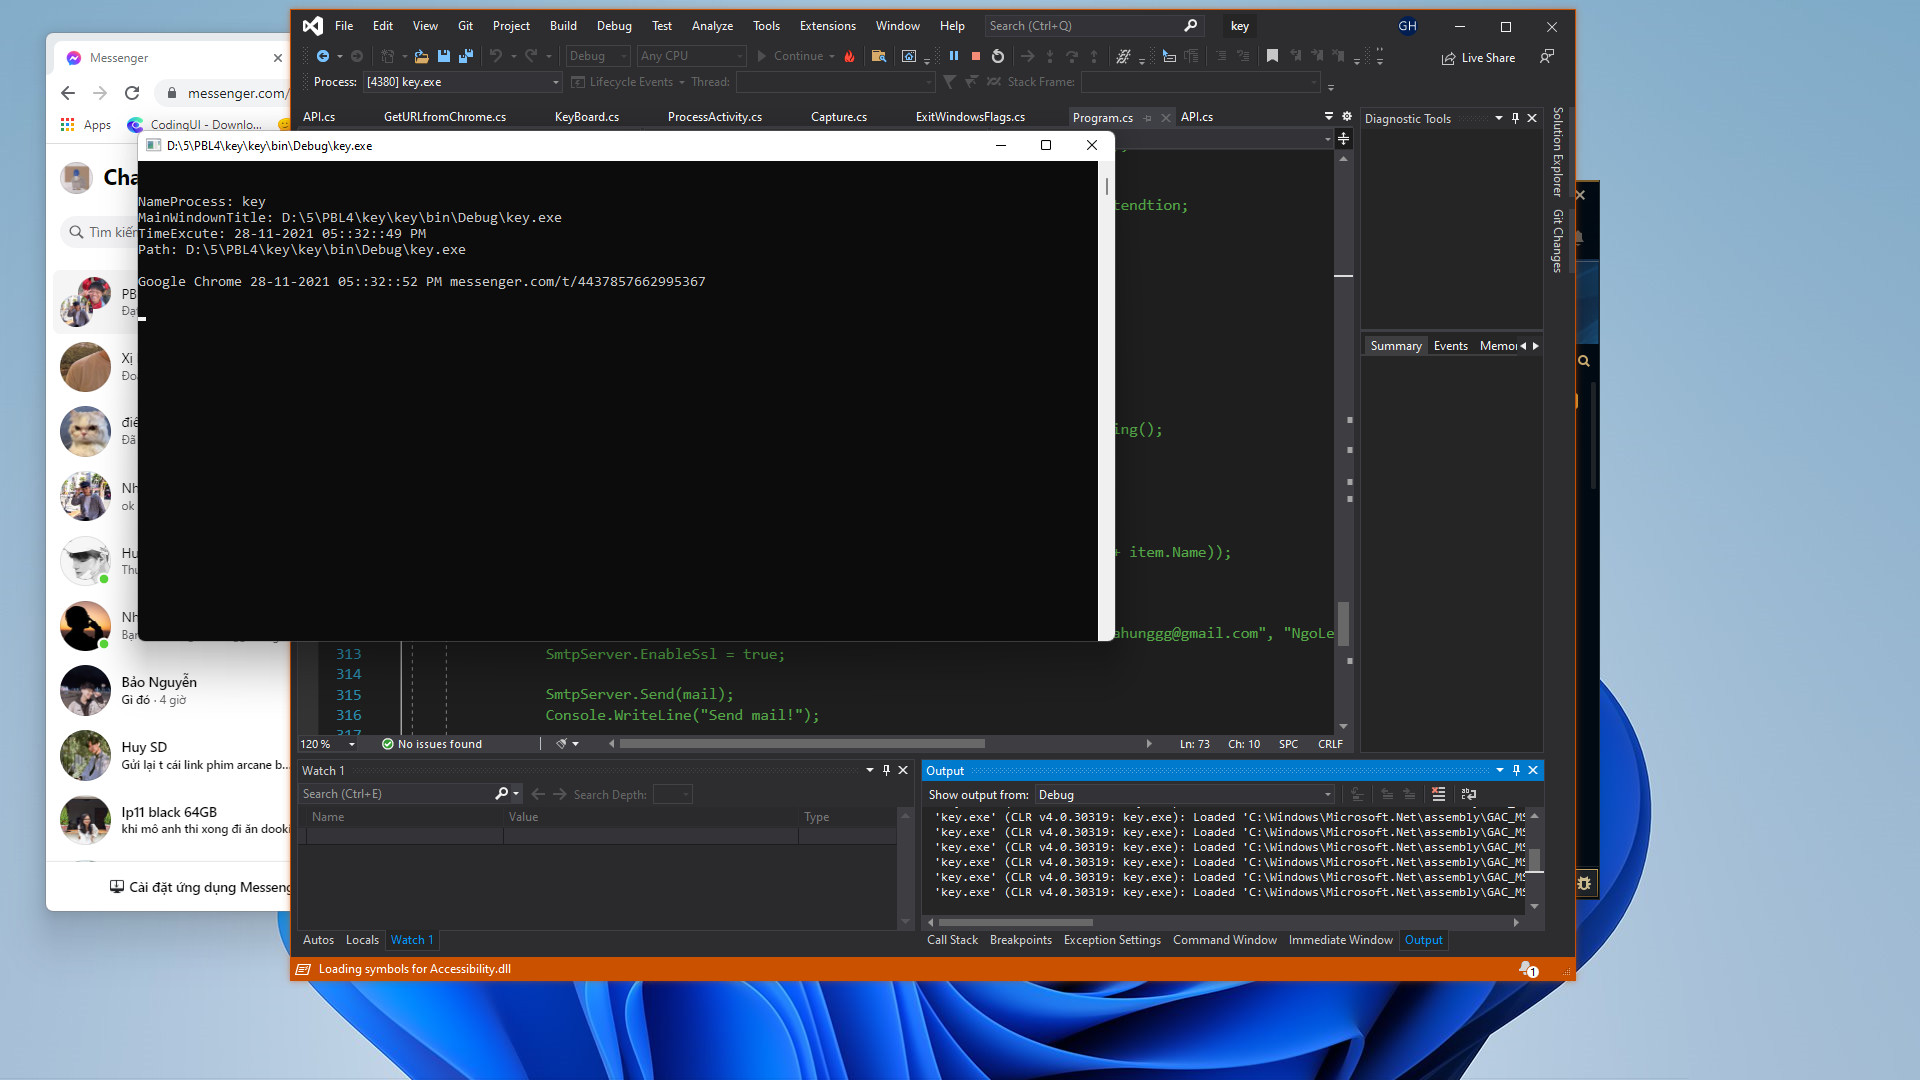 Messenger
messenger.com/
Apps
CodingUI - Downlo...
Cha
Tìm kiếm
PB
Đạt
Xị
Đoạ
điề
Đã
Nh
ok
Hu
Thu
Nh
Bạn
Bảo Nguyễn
Gì đó · 4 giờ
Huy SD
Gửi lại t cái link phim arcane b...
Ip11 black 64GB
khi mô anh thi xong đi ăn dooki
Cài đặt ứng dụng Messeng
File Edit View Git Project Build Debug Test Analyze Tools Extensions Window Help Search (Ctrl+Q) key GH
Debug Any CPU Continue Live Share
Process: [4380] key.exe Lifecycle Events Thread: Stack Frame:
API.cs GetURLfromChrome.cs KeyBoard.cs ProcessActivity.cs Capture.cs ExitWindowsFlags.cs Program.cs API.cs
D:\5\PBL4\key\key\bin\Debug\key.exe
NameProcess: key
MainWindownTitle: D:\5\PBL4\key\key\bin\Debug\key.exe
TimeExcute: 28-11-2021 05::32::49 PM
Path: D:\5\PBL4\key\key\bin\Debug\key.exe
Google Chrome 28-11-2021 05::32::52 PM messenger.com/t/4437857662995367
tendtion;
ing();
+ item.Name));
ahunggg@gmail.com", "NgoLe
313 SmtpServer.EnableSsl = true;
314
315 SmtpServer.Send(mail);
316 Console.WriteLine("Send mail!");
317
120 % No issues found Ln: 73 Ch: 10 SPC CRLF
Diagnostic Tools
Summary Events Memor
Solution Explorer
Git Changes
Watch 1
Search (Ctrl+E) Search Depth:
Name Value Type
Autos Locals Watch 1
Output
Show output from: Debug
'key.exe' (CLR v4.0.30319: key.exe): Loaded 'C:\Windows\Microsoft.Net\assembly\GAC_MS
'key.exe' (CLR v4.0.30319: key.exe): Loaded 'C:\Windows\Microsoft.Net\assembly\GAC_MS
'key.exe' (CLR v4.0.30319: key.exe): Loaded 'C:\Windows\Microsoft.Net\assembly\GAC_MS
'key.exe' (CLR v4.0.30319: key.exe): Loaded 'C:\Windows\Microsoft.Net\assembly\GAC_MS
'key.exe' (CLR v4.0.30319: key.exe): Loaded 'C:\Windows\Microsoft.Net\assembly\GAC_MS
'key.exe' (CLR v4.0.30319: key.exe): Loaded 'C:\Windows\Microsoft.Net\assembly\GAC_MS
Call Stack Breakpoints Exception Settings Command Window Immediate Window Output
Loading symbols for Accessibility.dll
1